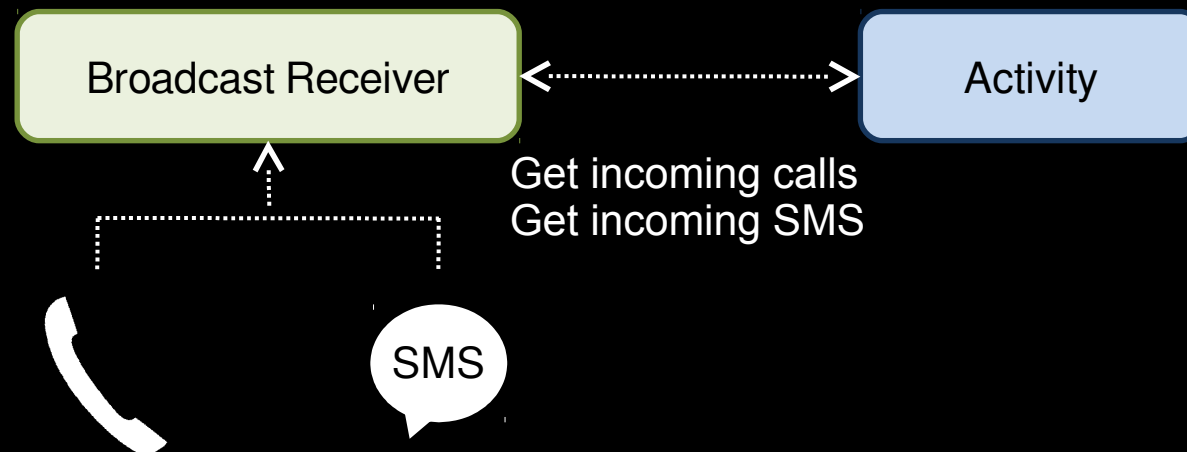 Broadcast Receiver
Activity
Get incoming calls
Get incoming SMS
SMS